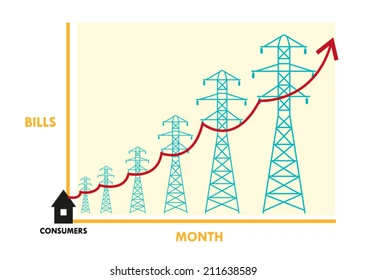 BILLS
CONSUMERS
MONTH
shutterstock.com · 211638589